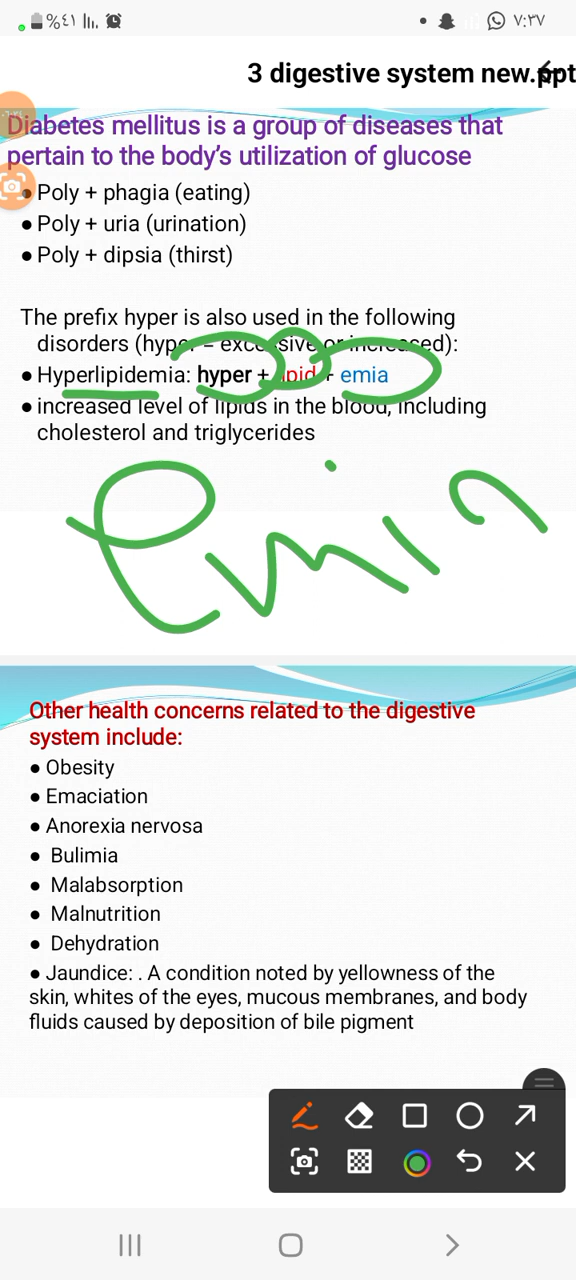 %٤١ ٧:٣٧
3 digestive system new.ppt
Diabetes mellitus is a group of diseases that
pertain to the body's utilization of glucose
● Poly + phagia (eating)
● Poly + uria (urination)
● Poly + dipsia (thirst)
The prefix hyper is also used in the following
disorders (hyper = excessive or increased):
● Hyperlipidemia: hyper + lipid + emia
● increased level of lipids in the blood, including
cholesterol and triglycerides
Other health concerns related to the digestive
system include:
● Obesity
● Emaciation
● Anorexia nervosa
● Bulimia
● Malabsorption
● Malnutrition
● Dehydration
● Jaundice: . A condition noted by yellowness of the
skin, whites of the eyes, mucous membranes, and body
fluids caused by deposition of bile pigment